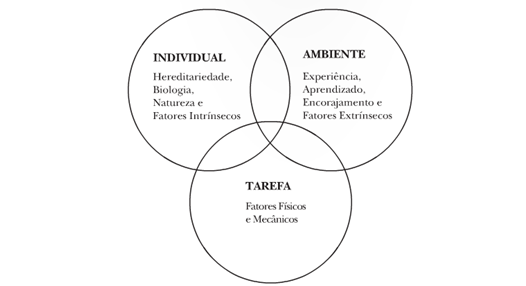 INDIVIDUAL
Hereditariedade,
Biologia,
Natureza e
Fatores Intrínsecos
AMBIENTE
Experiência,
Aprendizado,
Encorajamento e
Fatores Extrínsecos
TAREFA
Fatores Físicos
e Mecânicos